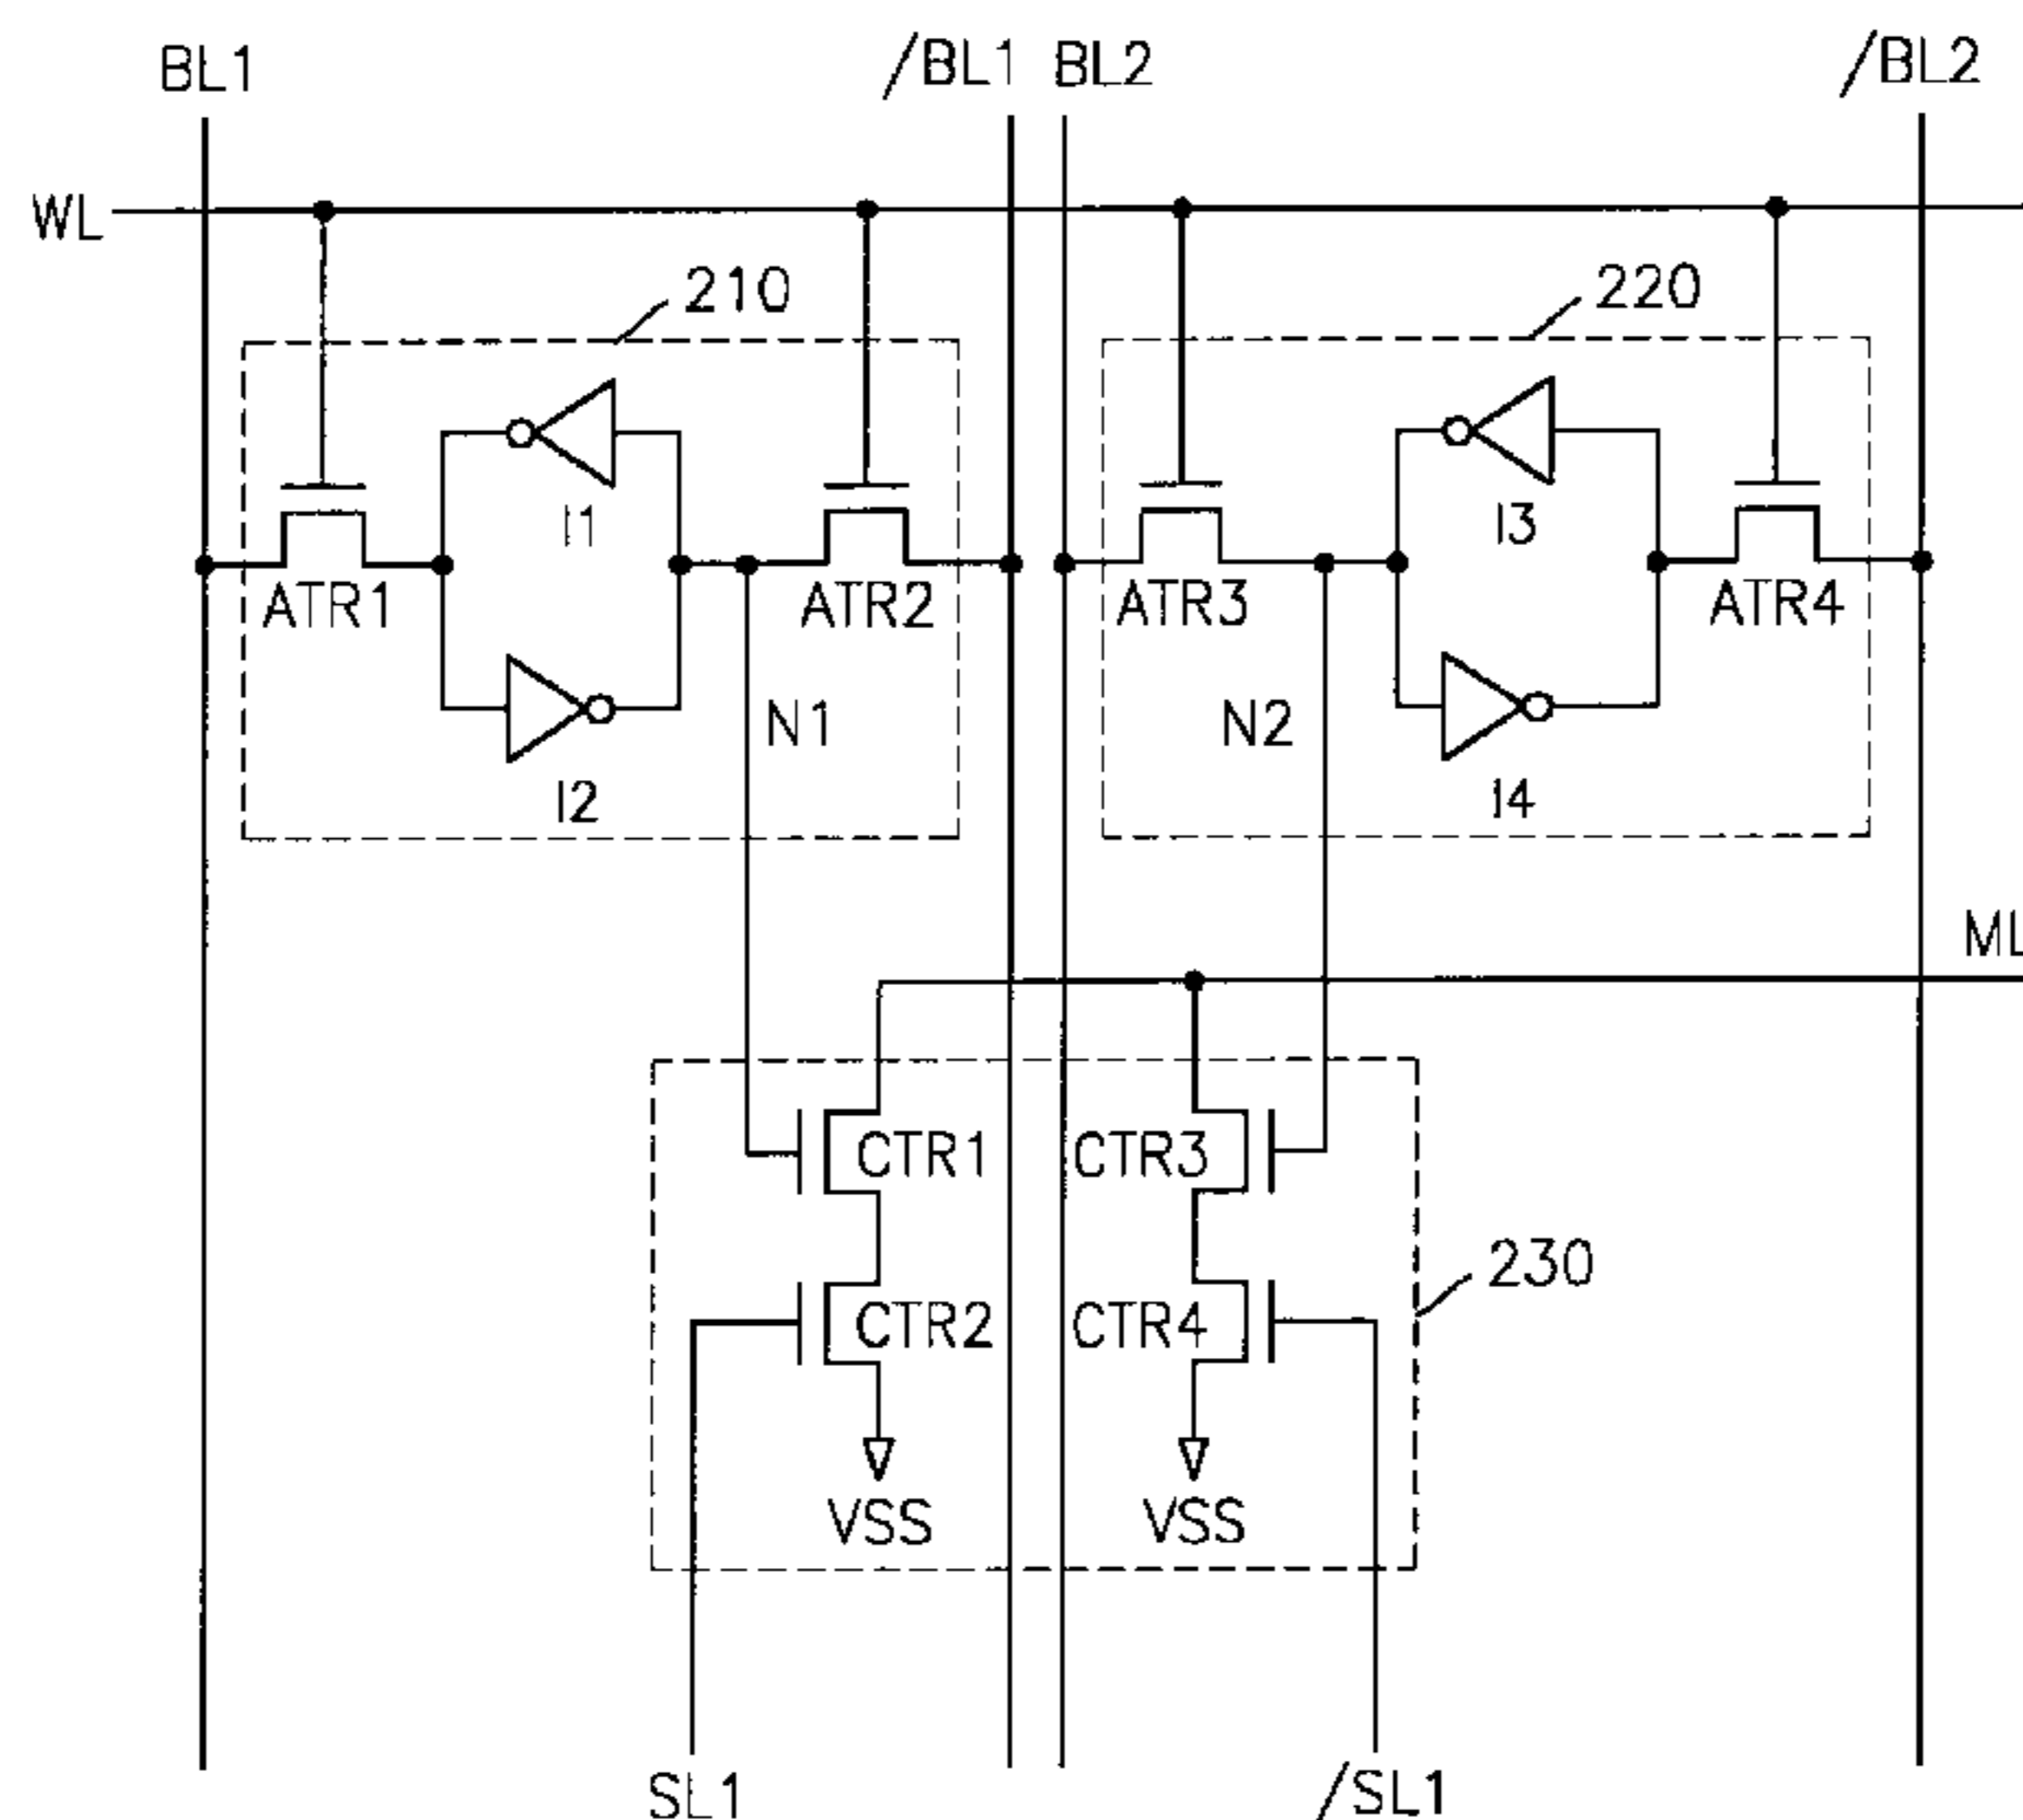 BL1
/BL1
BL2
/BL2
WL
210
220
I1
I3
ATR1
ATR2
ATR3
ATR4
N1
N2
I2
I4
ML
CTR1
CTR3
230
CTR2
CTR4
VSS
VSS
SL1
/SL1